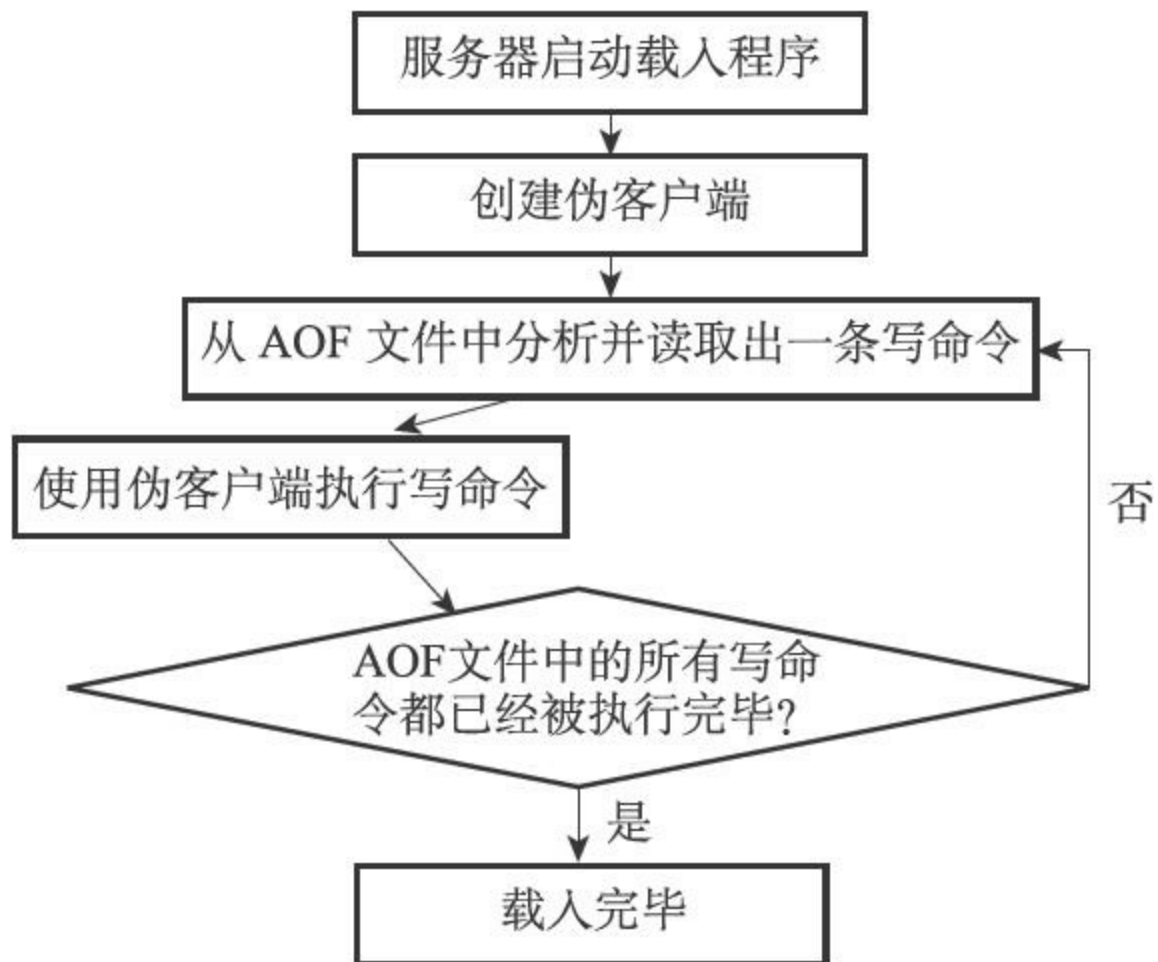 服务器启动载入程序
创建伪客户端
从 AOF 文件中分析并读取出一条写命令
使用伪客户端执行写命令
否
AOF文件中的所有写命
令都已经被执行完毕?
是
载入完毕